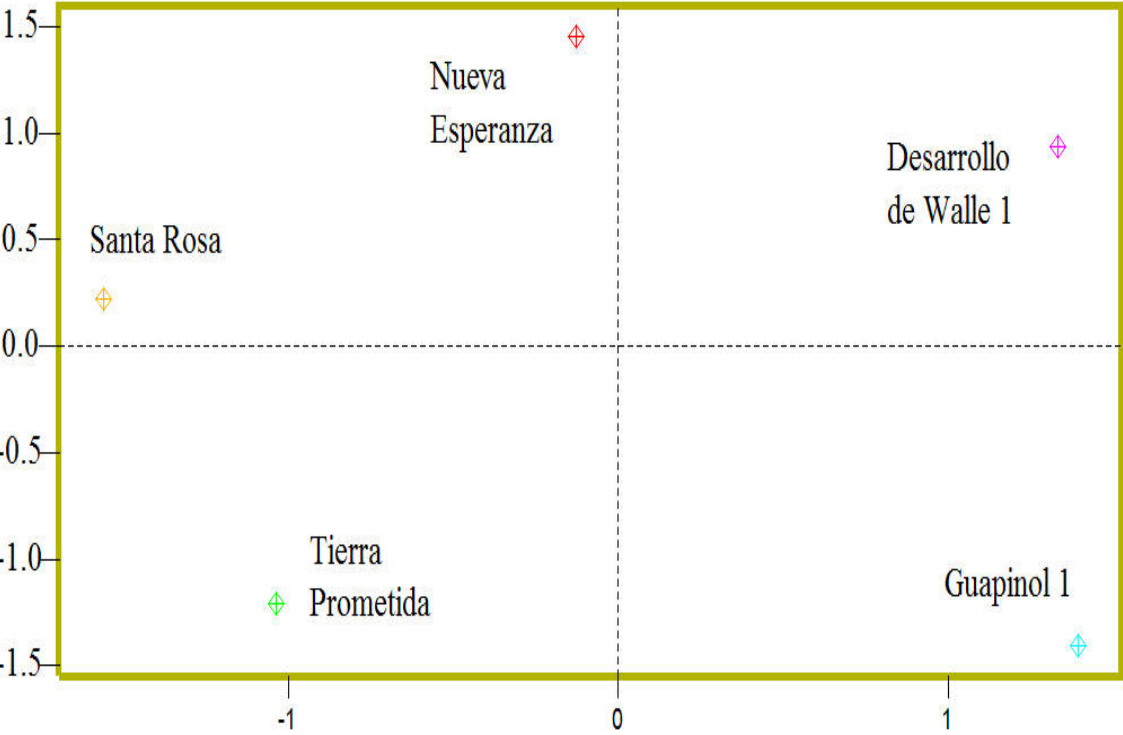 1.5
Nueva
Esperanza
1.0
Desarrollo
de Walle 1
0.5
Santa Rosa
0.0
-0.5
-1.0
Tierra
Prometida
Guapinol 1
-1.5
-1 0 1